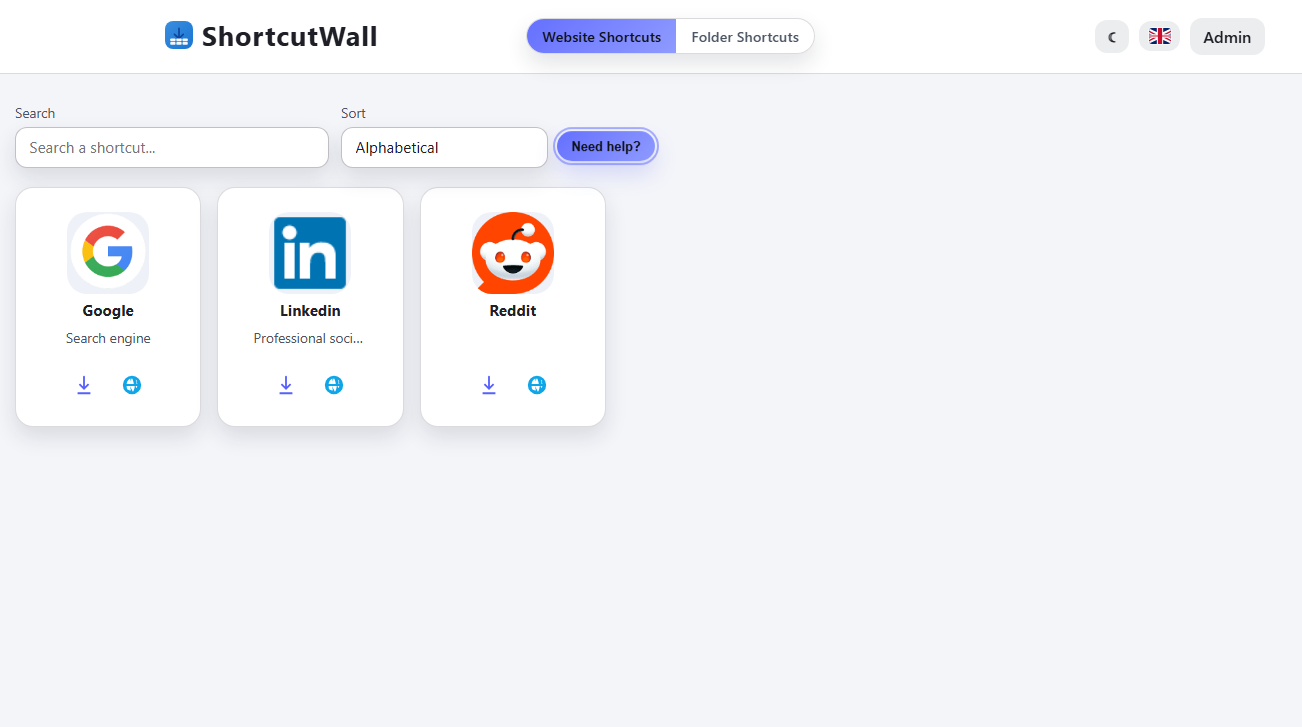 ShortcutWall
Website Shortcuts
Folder Shortcuts
Admin
Search
Sort
Search a shortcut...
Alphabetical
Need help?
Google
Linkedin
Reddit
Search engine
Professional soci...